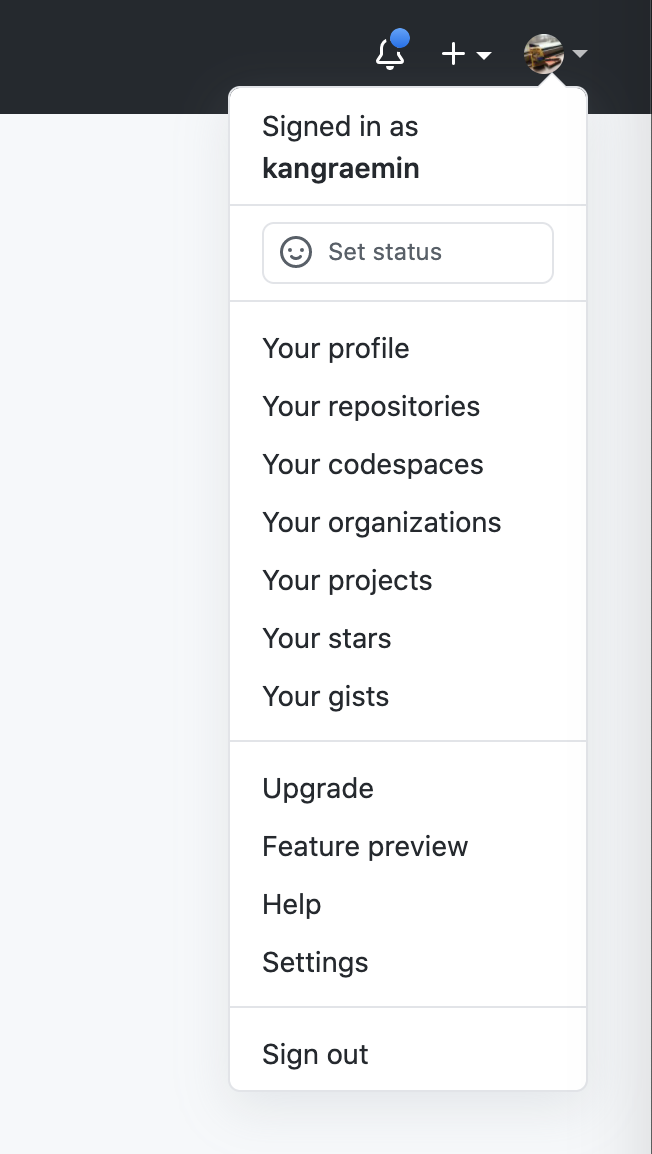 Signed in as
kangraemin
Set status
Your profile
Your repositories
Your codespaces
Your organizations
Your projects
Your stars
Your gists
Upgrade
Feature preview
Help
Settings
Sign out